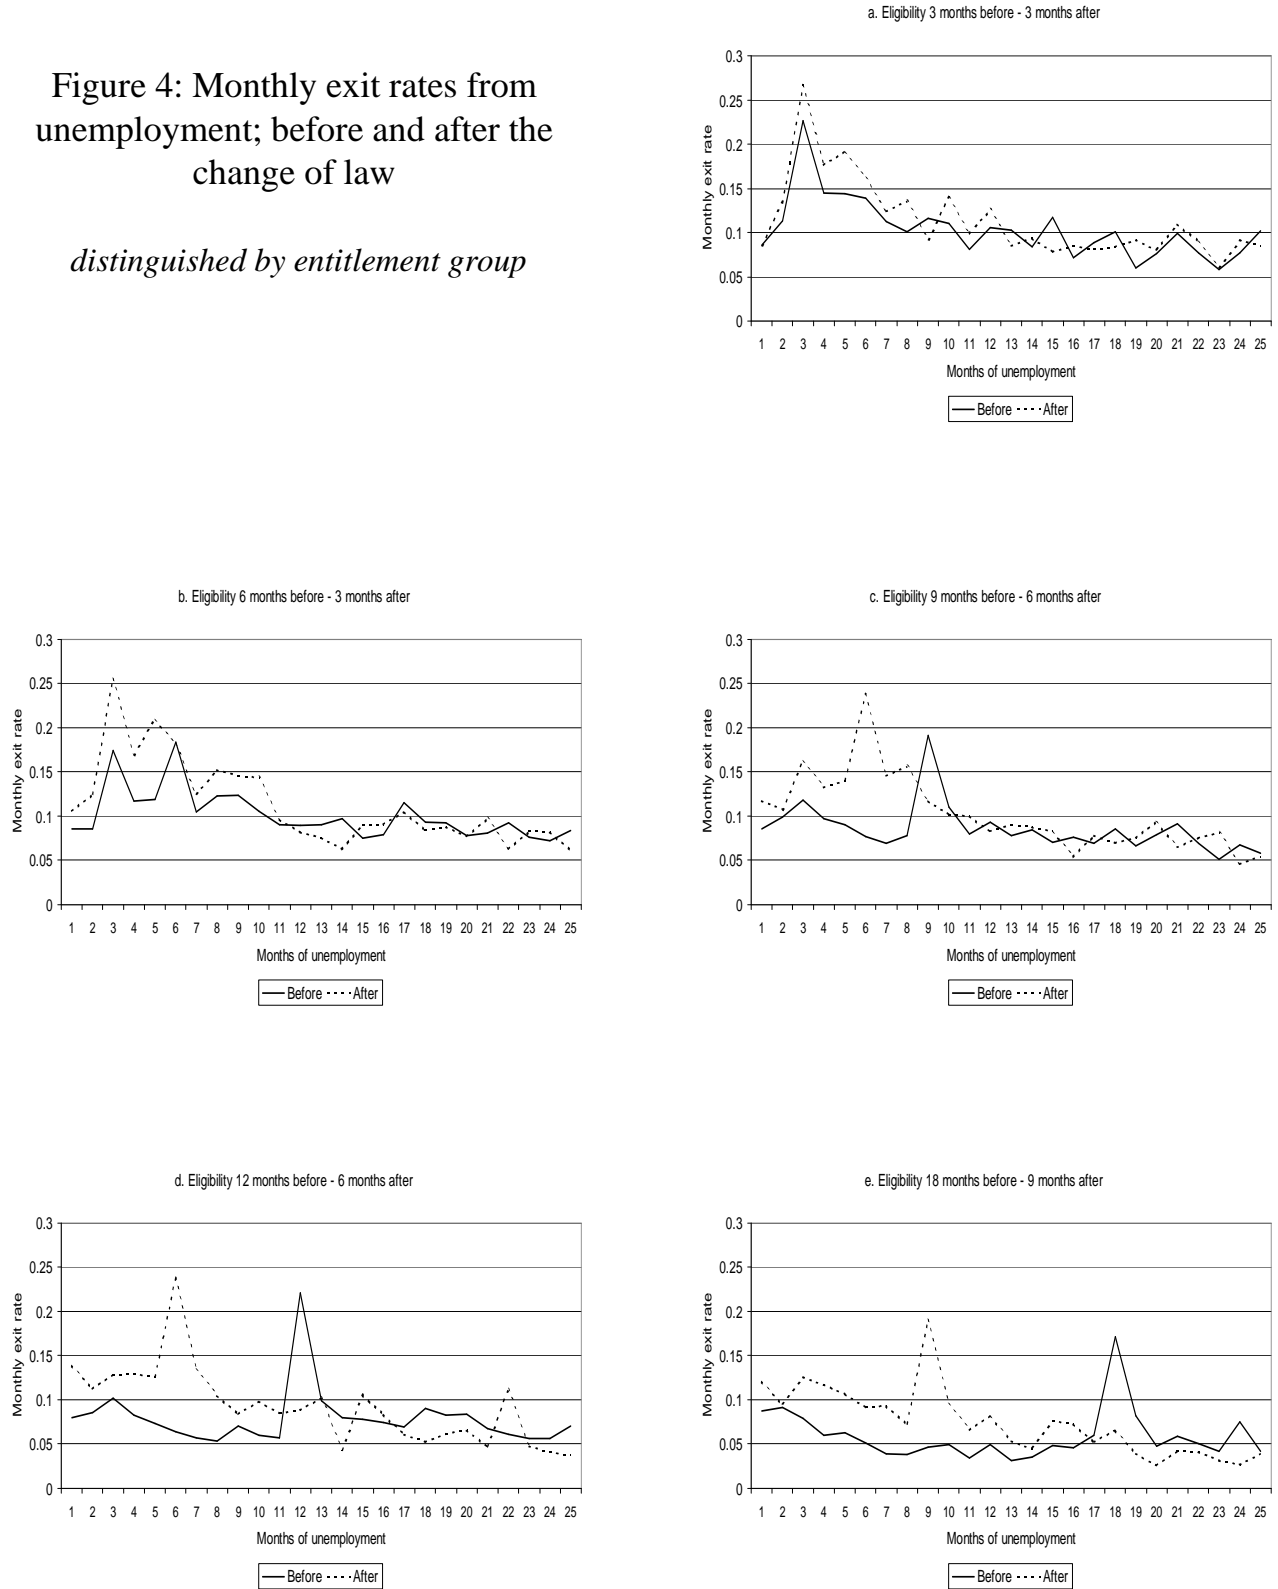 Figure 4: Monthly exit rates from
unemployment; before and after the
change of law
distinguished by entitlement group
a. Eligibility 3 months before - 3 months after
0.3
0.25
0.2
0.15
0.1
0.05
0
Monthly exit rate
1 2 3 4 5 6 7 8 9 10 11 12 13 14 15 16 17 18 19 20 21 22 23 24 25
Months of unemployment
Before After
b. Eligibility 6 months before - 3 months after
0.3
0.25
0.2
0.15
0.1
0.05
0
Monthly exit rate
1 2 3 4 5 6 7 8 9 10 11 12 13 14 15 16 17 18 19 20 21 22 23 24 25
Months of unemployment
Before After
c. Eligibility 9 months before - 6 months after
0.3
0.25
0.2
0.15
0.1
0.05
0
Monthly exit rate
1 2 3 4 5 6 7 8 9 10 11 12 13 14 15 16 17 18 19 20 21 22 23 24 25
Months of unemployment
Before After
d. Eligibility 12 months before - 6 months after
0.3
0.25
0.2
0.15
0.1
0.05
0
Monthly exit rate
1 2 3 4 5 6 7 8 9 10 11 12 13 14 15 16 17 18 19 20 21 22 23 24 25
Months of unemployment
Before After
e. Eligibility 18 months before - 9 months after
0.3
0.25
0.2
0.15
0.1
0.05
0
Monthly exit rate
1 2 3 4 5 6 7 8 9 10 11 12 13 14 15 16 17 18 19 20 21 22 23 24 25
Months of unemployment
Before After